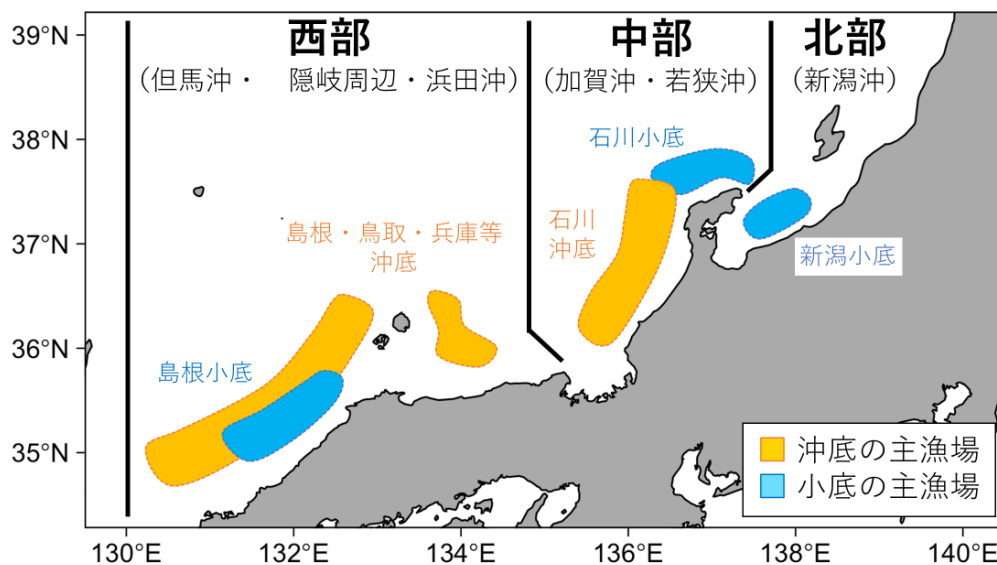 西部
(但馬沖・ 隠岐周辺・浜田沖)
中部
(加賀沖・若狭沖)
北部
(新潟沖)
石川小底
石川
沖底
新潟小底
島根・鳥取・兵庫等
沖底
島根小底
沖底の主漁場
小底の主漁場
39°N
38°N
37°N
36°N
35°N
130°E
132°E
134°E
136°E
138°E
140°E